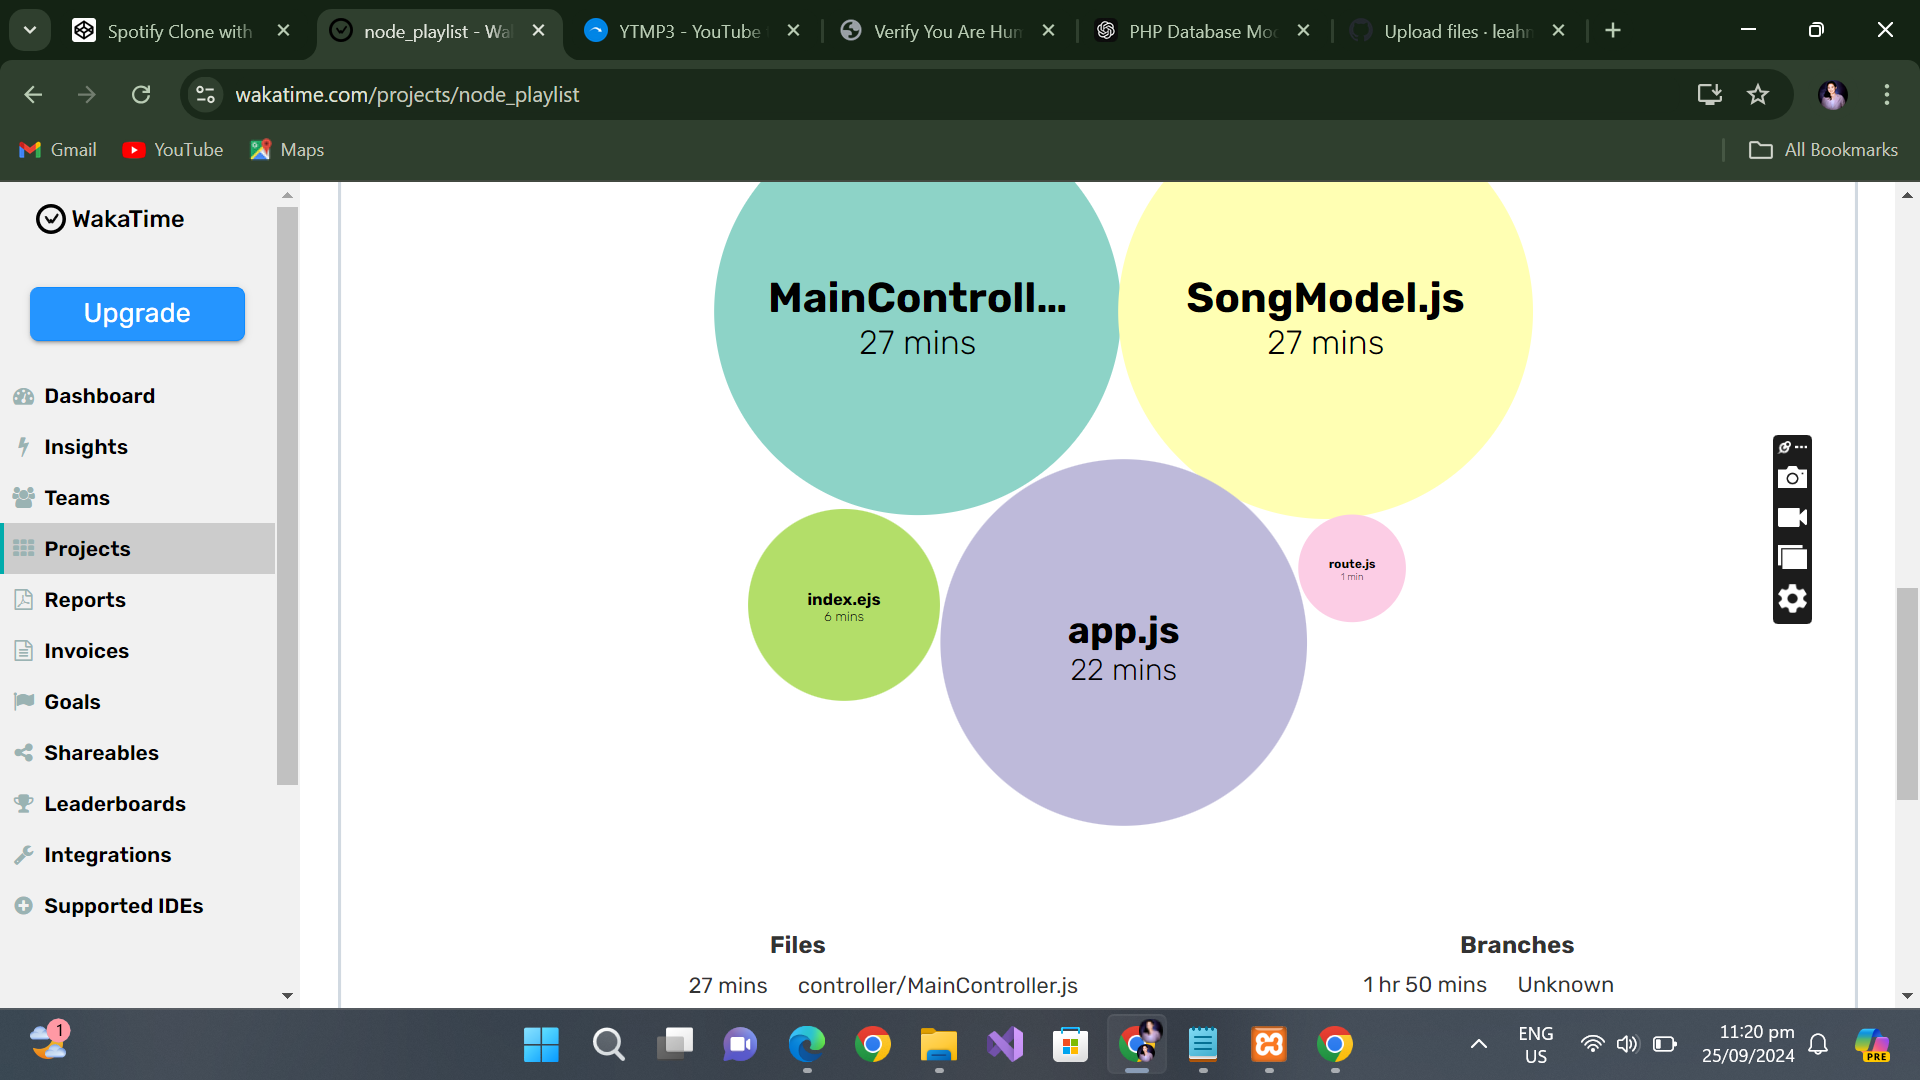 Spotify Clone with
node_playlist - Wa
YTMP3 - YouTube
Verify You Are Hum
PHP Database Mo
Upload files · leahn
wakatime.com/projects/node_playlist
Gmail
YouTube
Maps
All Bookmarks
WakaTime
Upgrade
Dashboard
Insights
Teams
Projects
Reports
Invoices
Goals
Shareables
Leaderboards
Integrations
Supported IDEs
MainControll...
27 mins
SongModel.js
27 mins
index.ejs
6 mins
app.js
22 mins
route.js
1 min
Files
27 mins controller/MainController.js
Branches
1 hr 50 mins Unknown
1
ENG
US
11:20 pm
25/09/2024
PRE